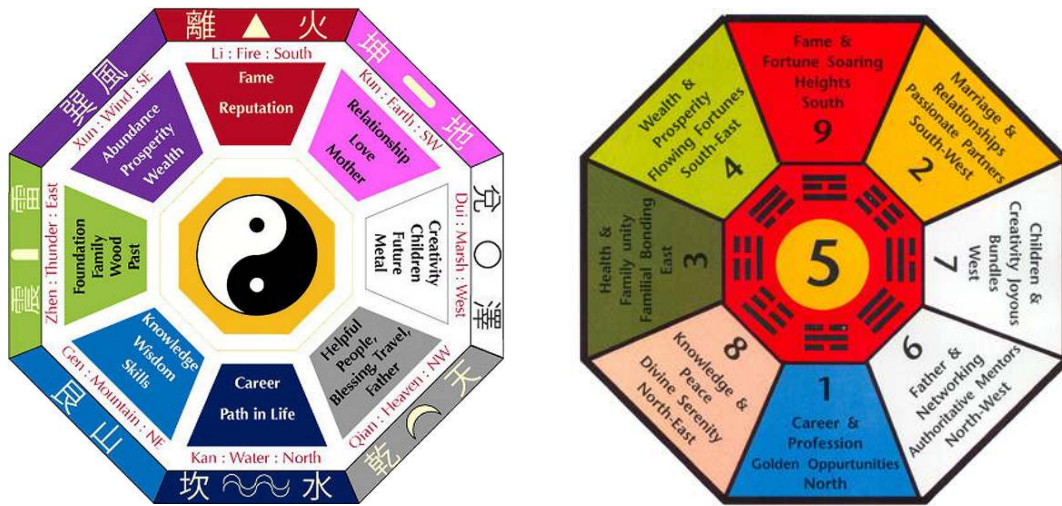 離 火
Li : Fire : South
Fame
Reputation
坤 地
Kun : Earth : SW
Relationship
Love
Mother
兌 澤
Dui : Marsh : West
Creativity
Children
Future
Metal
乾 天
Qian : Heaven : NW
Helpful
People,
Blessing, Travel,
Father
坎 水
Kan : Water : North
Career
Path in Life
艮 山
Gen : Mountain : NE
Knowledge
Wisdom
Skills
震 雷
Zhen : Thunder : East
Foundation
Family
Wood
Past
巽 風
Xun : Wind : SE
Abundance
Prosperity
Wealth
Fame &
Fortune Soaring
Heights
South
9
Marriage &
Relationships
Passionate Partners
South-West
2
Children &
Creativity Joyous
Bundles
West
7
Father &
Networking
Authoritative Mentors
North-West
6
1
Career &
Profession
Golden Oppurtunities
North
8
Knowledge &
Peace
Divine Serenity
North-East
Health &
Family unity
Familial Bonding
East
3
Wealth &
Prosperity
Flowing Fortunes
South-East
4
5